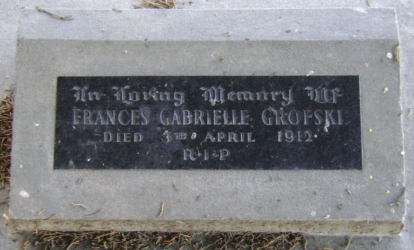 In Loving Memory Of
FRANCES GABRIELLE GROFSKI
DIED 3RD APRIL 1912
R·I·P